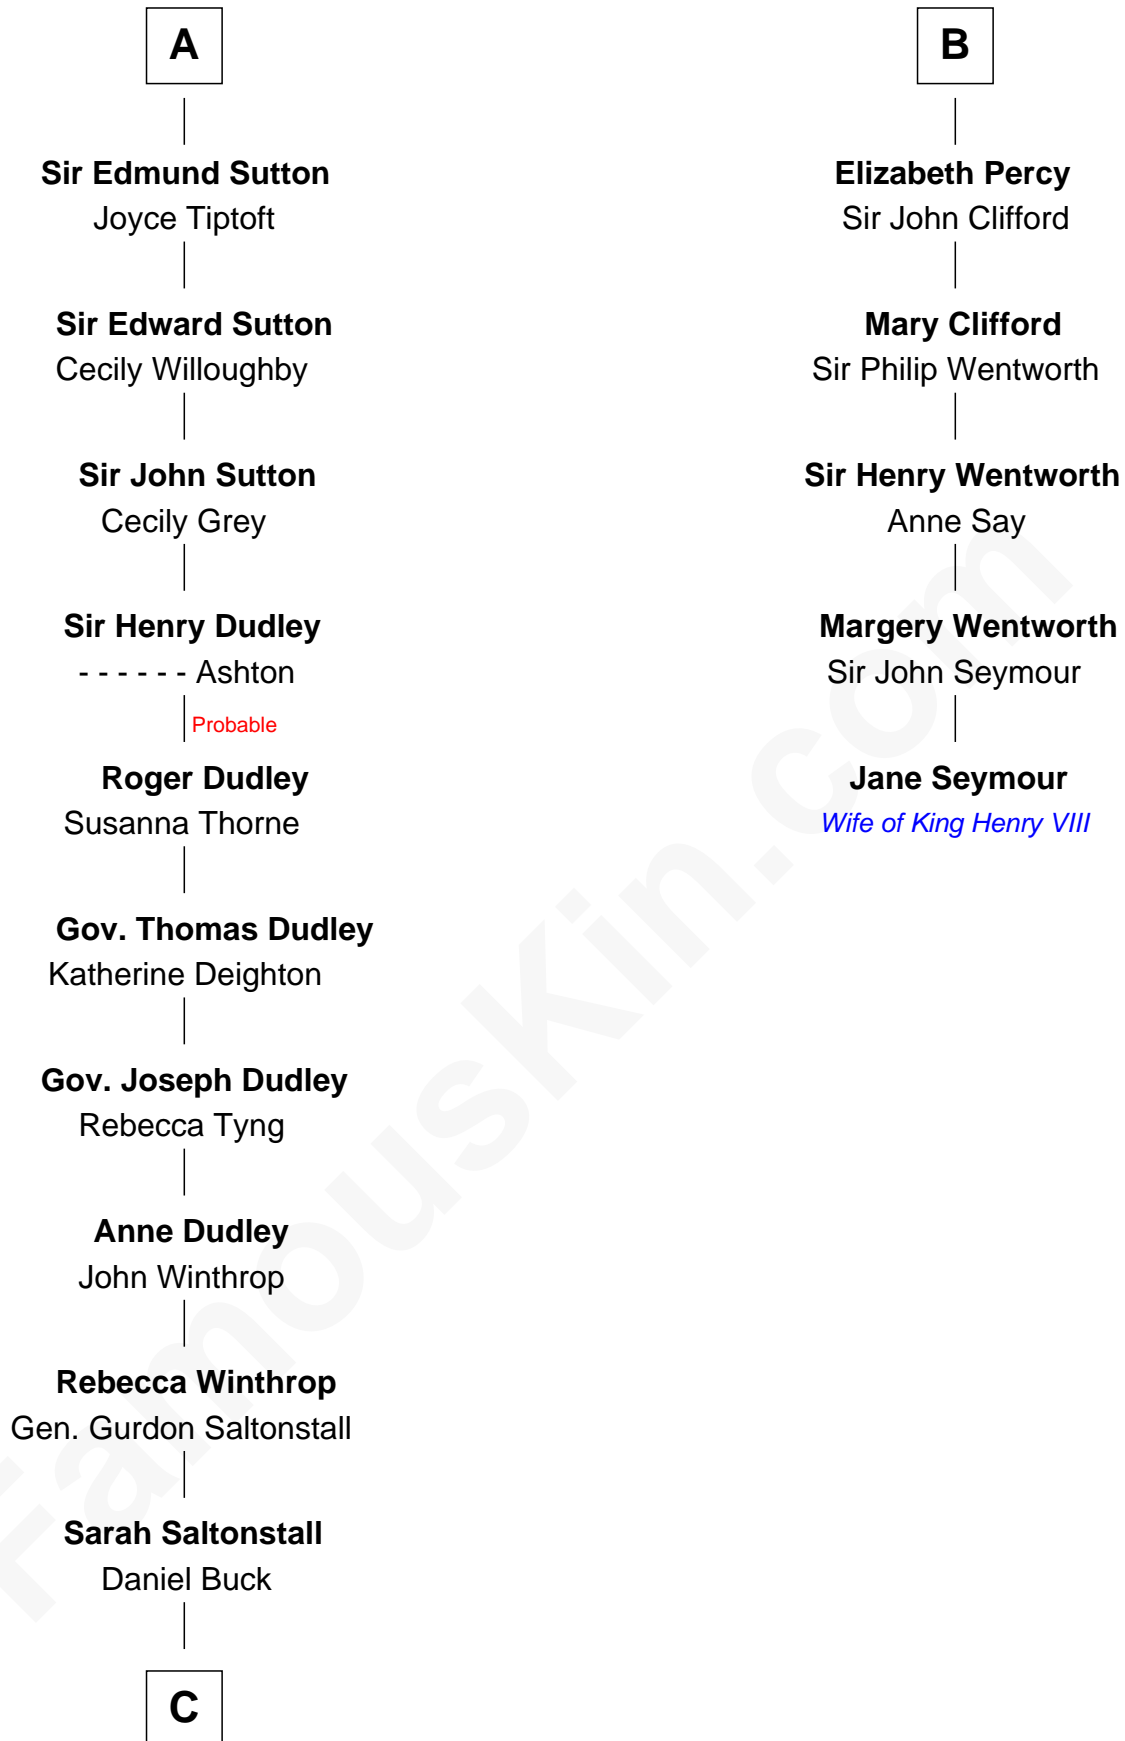 A
Sir Edmund Sutton
Joyce Tiptoft
Sir Edward Sutton
Cecily Willoughby
Sir John Sutton
Cecily Grey
Sir Henry Dudley
- - - - - - Ashton
Probable
Roger Dudley
Susanna Thorne
Gov. Thomas Dudley
Katherine Deighton
Gov. Joseph Dudley
Rebecca Tyng
Anne Dudley
John Winthrop
Rebecca Winthrop
Gen. Gurdon Saltonstall
Sarah Saltonstall
Daniel Buck
C
B
Elizabeth Percy
Sir John Clifford
Mary Clifford
Sir Philip Wentworth
Sir Henry Wentworth
Anne Say
Margery Wentworth
Sir John Seymour
Jane Seymour
Wife of King Henry VIII
FamousKin.com